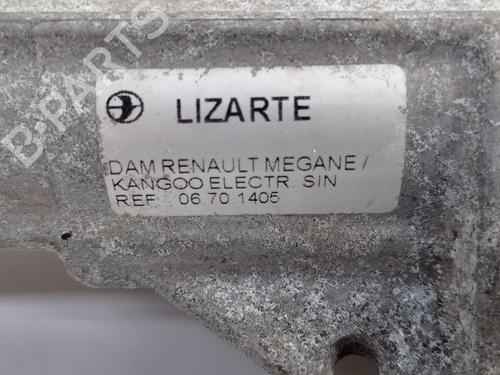 LIZARTE
DAM RENAULT MEGANE /
KANGOO ELECTR. SIN
REF. 06.70.1405
B-PARTS